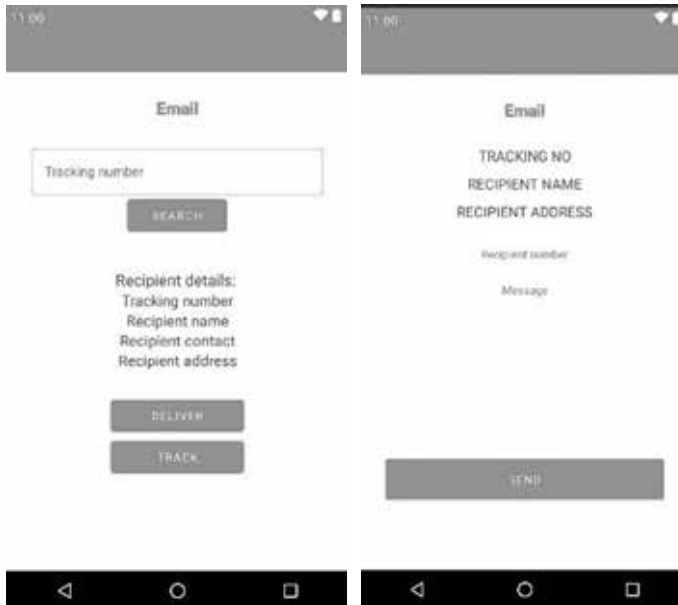 11:00
Email
Tracking number
SEARCH
Recipient details:
Tracking number
Recipient name
Recipient contact
Recipient address
DELIVER
TRACK
11:00
Email
TRACKING NO
RECIPIENT NAME
RECIPIENT ADDRESS
Recipient number
Message
SEND